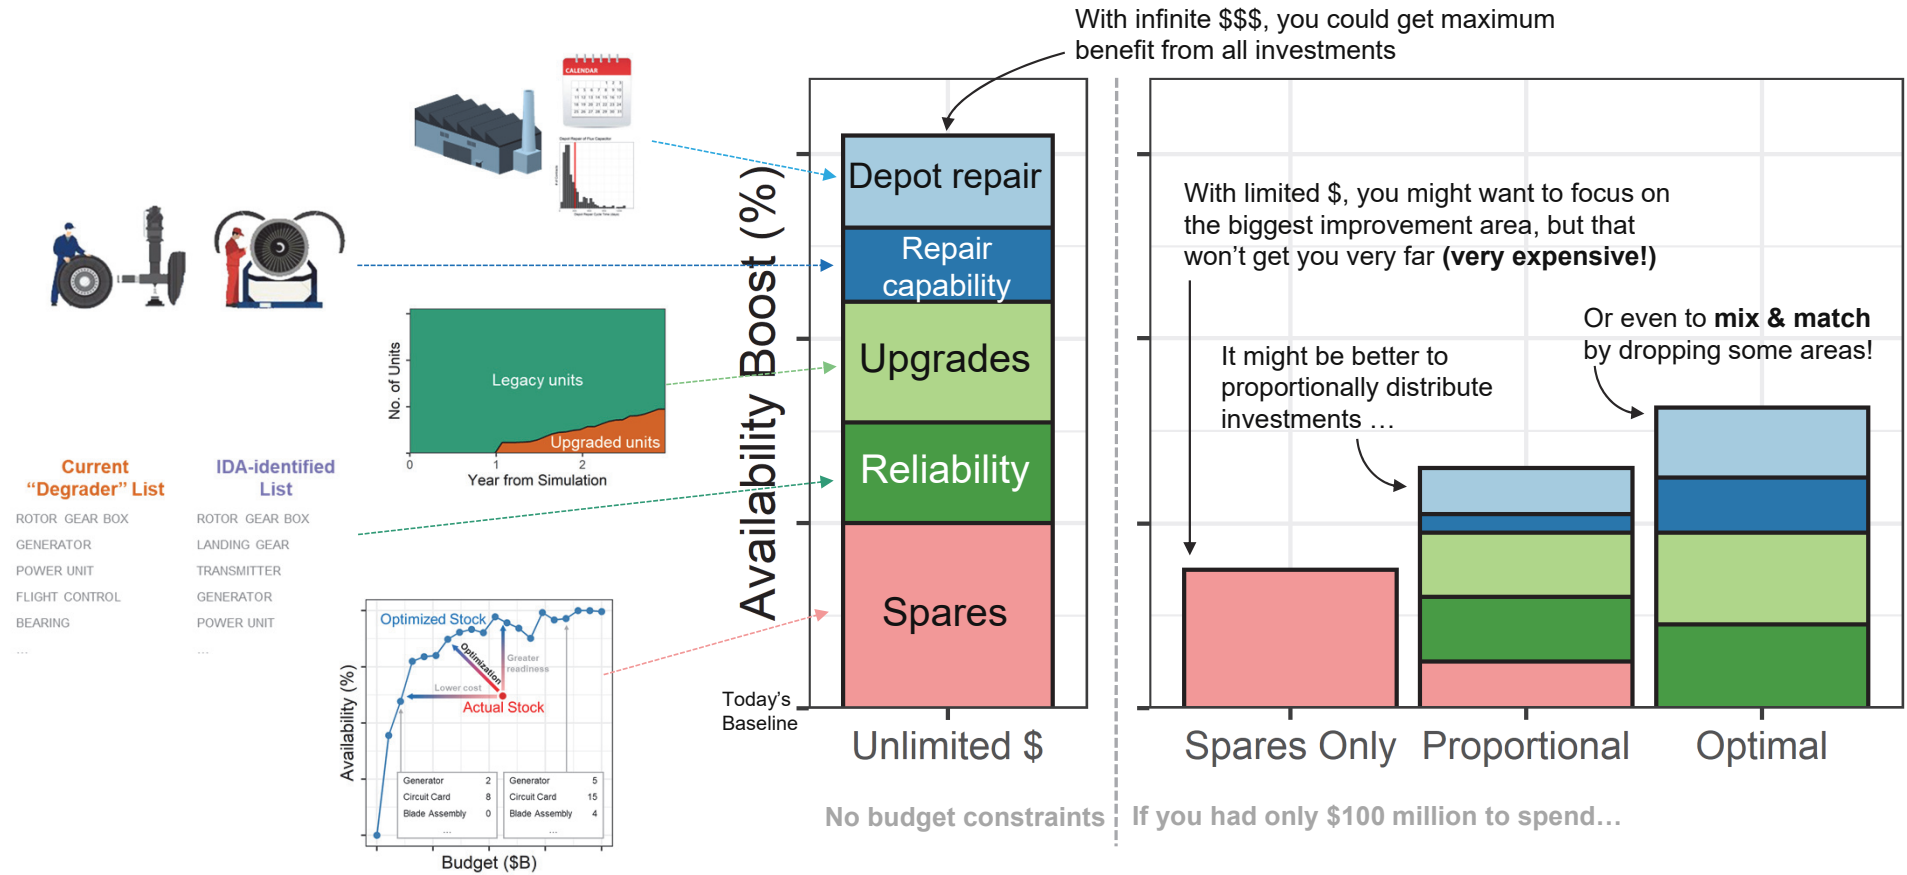 With infinite $$$, you could get maximum
benefit from all investments
CALENDAR
Availability Boost (%)
Depot repair
Repair
capability
Upgrades
Reliability
Spares
Today's
Baseline
Unlimited $
No budget constraints
With limited $, you might want to focus on
the biggest improvement area, but that
won't get you very far (very expensive!)
It might be better to
proportionally distribute
investments …
Or even to mix & match
by dropping some areas!
Spares Only
Proportional
Optimal
If you had only $100 million to spend…
No. of Units
Legacy units
Upgraded units
0
1
2
Year from Simulation
Current
“Degrader” List
ROTOR GEAR BOX
GENERATOR
POWER UNIT
FLIGHT CONTROL
BEARING
…
IDA-identified
List
ROTOR GEAR BOX
LANDING GEAR
TRANSMITTER
GENERATOR
POWER UNIT
…
Availability (%)
Optimized Stock
Optimization
Greater
readiness
Lower cost
Actual Stock
Generator 2
Circuit Card 8
Blade Assembly 0
…
Generator 5
Circuit Card 15
Blade Assembly 4
…
Budget ($B)